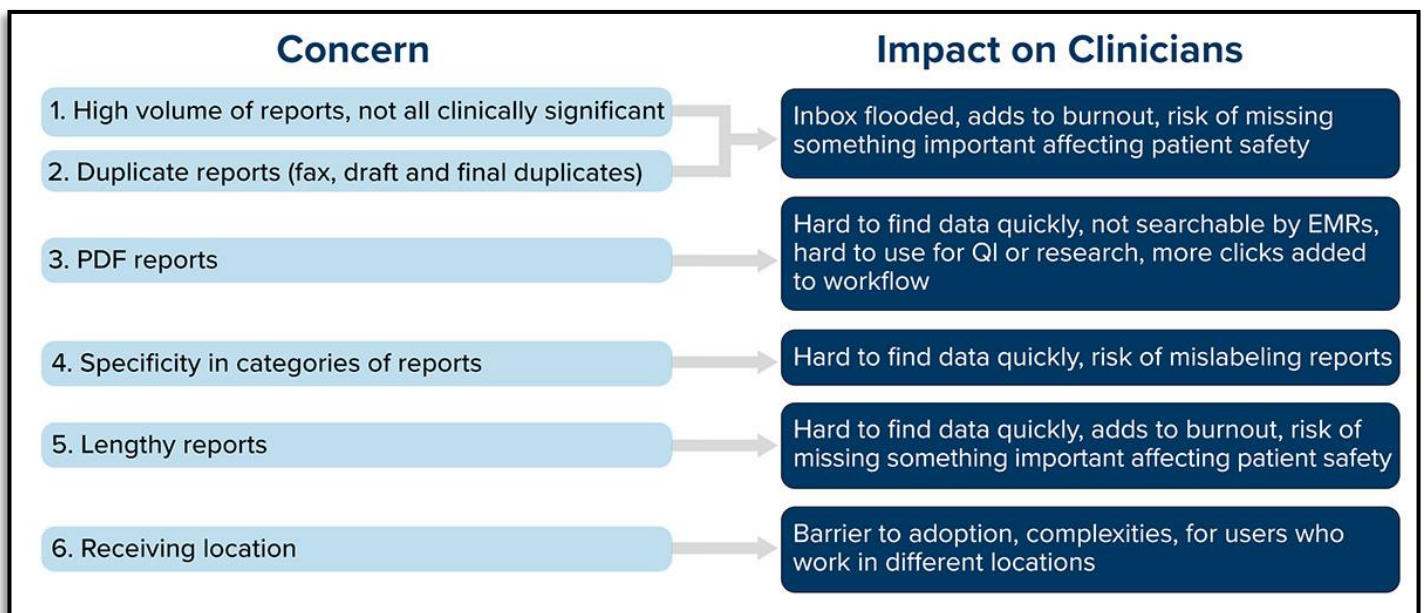 Concern
Impact on Clinicians
1. High volume of reports, not all clinically significant
2. Duplicate reports (fax, draft and final duplicates)
Inbox flooded, adds to burnout, risk of missing
something important affecting patient safety
3. PDF reports
Hard to find data quickly, not searchable by EMRs,
hard to use for QI or research, more clicks added
to workflow
4. Specificity in categories of reports
Hard to find data quickly, risk of mislabeling reports
5. Lengthy reports
Hard to find data quickly, adds to burnout, risk of
missing something important affecting patient safety
6. Receiving location
Barrier to adoption, complexities, for users who
work in different locations